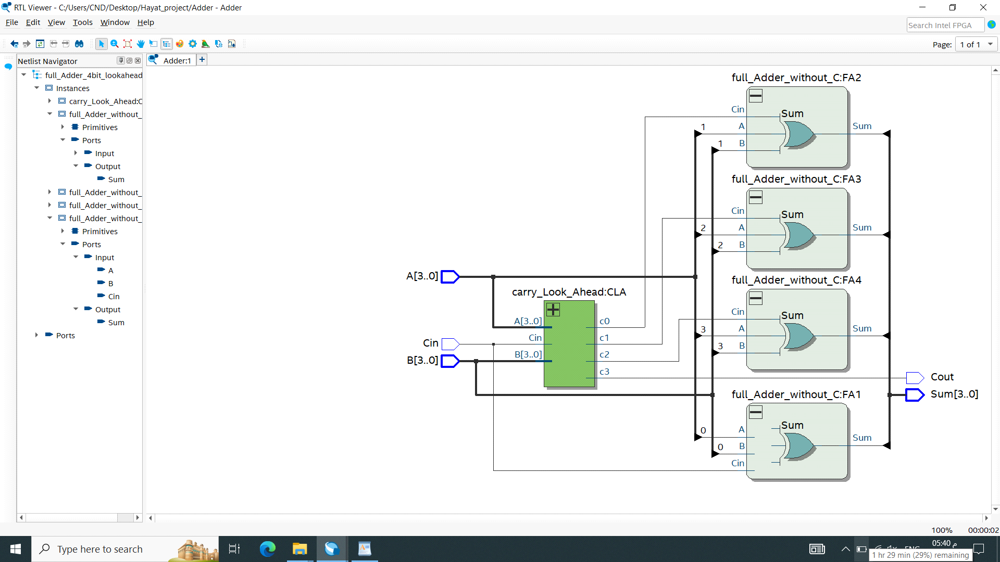 RTL Viewer - C:/Users/CND/Desktop/Hayat_project/Adder - Adder
File Edit View Tools Window Help
Search Intel FPGA
Page: 1 of 1
Netlist Navigator
Adder:1
full_Adder_4bit_lookahead
Instances
carry_Look_Ahead:C
full_Adder_without_
Primitives
Ports
Input
Output
Sum
full_Adder_without_
full_Adder_without_
full_Adder_without_
Primitives
Ports
Input
A
B
Cin
Output
Sum
Ports
full_Adder_without_C:FA2
Cin
Sum
1 A
Sum
1 B
full_Adder_without_C:FA3
Cin
Sum
2 A
Sum
2 B
full_Adder_without_C:FA4
Cin
Sum
3 A
Sum
3 B
A[3..0]
carry_Look_Ahead:CLA
A[3..0] c0
Cin
Cin c1
B[3..0]
B[3..0] c2
c3
Cout
Sum[3..0]
full_Adder_without_C:FA1
Sum
0 A
Sum
0 B
Cin
100% 00:00:02
Type here to search
05:40 م
1 hr 29 min (29%) remaining